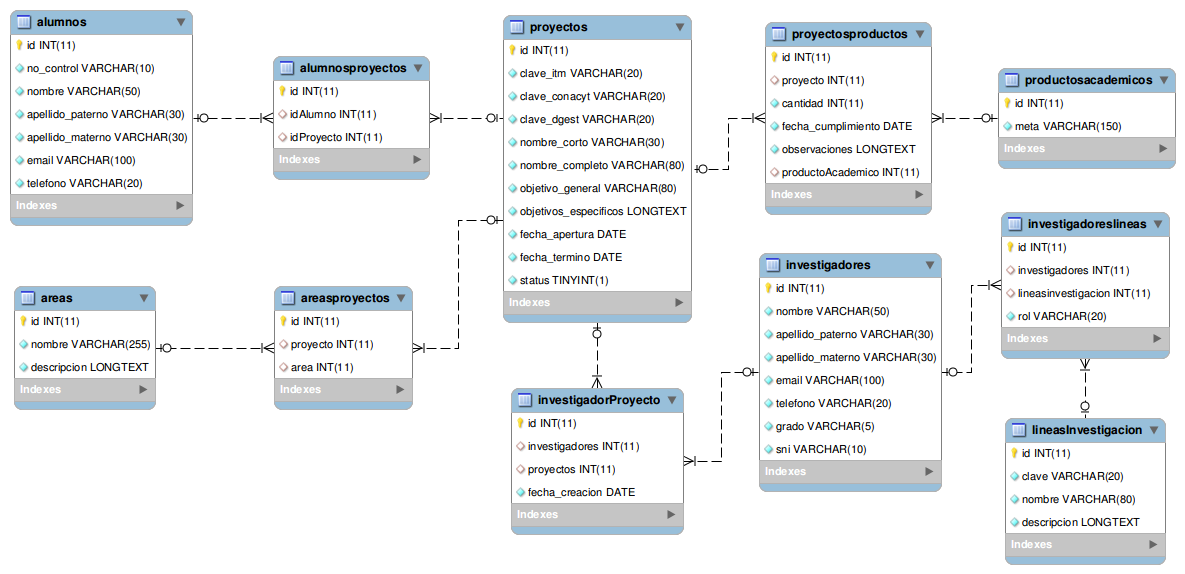 alumnos
id INT(11)
no_control VARCHAR(10)
nombre VARCHAR(50)
apellido_paterno VARCHAR(30)
apellido_materno VARCHAR(30)
email VARCHAR(100)
telefono VARCHAR(20)
Indexes
alumnosproyectos
id INT(11)
idAlumno INT(11)
idProyecto INT(11)
Indexes
proyectos
id INT(11)
clave_itm VARCHAR(20)
clave_conacyt VARCHAR(20)
clave_dgest VARCHAR(20)
nombre_corto VARCHAR(30)
nombre_completo VARCHAR(80)
objetivo_general VARCHAR(80)
objetivos_especificos LONGTEXT
fecha_apertura DATE
fecha_termino DATE
status TINYINT(1)
Indexes
proyectosproductos
id INT(11)
proyecto INT(11)
cantidad INT(11)
fecha_cumplimiento DATE
observaciones LONGTEXT
productoAcademico INT(11)
Indexes
productosacademicos
id INT(11)
meta VARCHAR(150)
Indexes
areas
id INT(11)
nombre VARCHAR(255)
descripcion LONGTEXT
Indexes
areasproyectos
id INT(11)
proyecto INT(11)
area INT(11)
Indexes
investigadorProyecto
id INT(11)
investigadores INT(11)
proyectos INT(11)
fecha_creacion DATE
Indexes
investigadores
id INT(11)
nombre VARCHAR(50)
apellido_paterno VARCHAR(30)
apellido_materno VARCHAR(30)
email VARCHAR(100)
telefono VARCHAR(20)
grado VARCHAR(5)
sni VARCHAR(10)
Indexes
investigadoreslineas
id INT(11)
investigadores INT(11)
lineasinvestigacion INT(11)
rol VARCHAR(20)
Indexes
lineasInvestigacion
id INT(11)
clave VARCHAR(20)
nombre VARCHAR(80)
descripcion LONGTEXT
Indexes